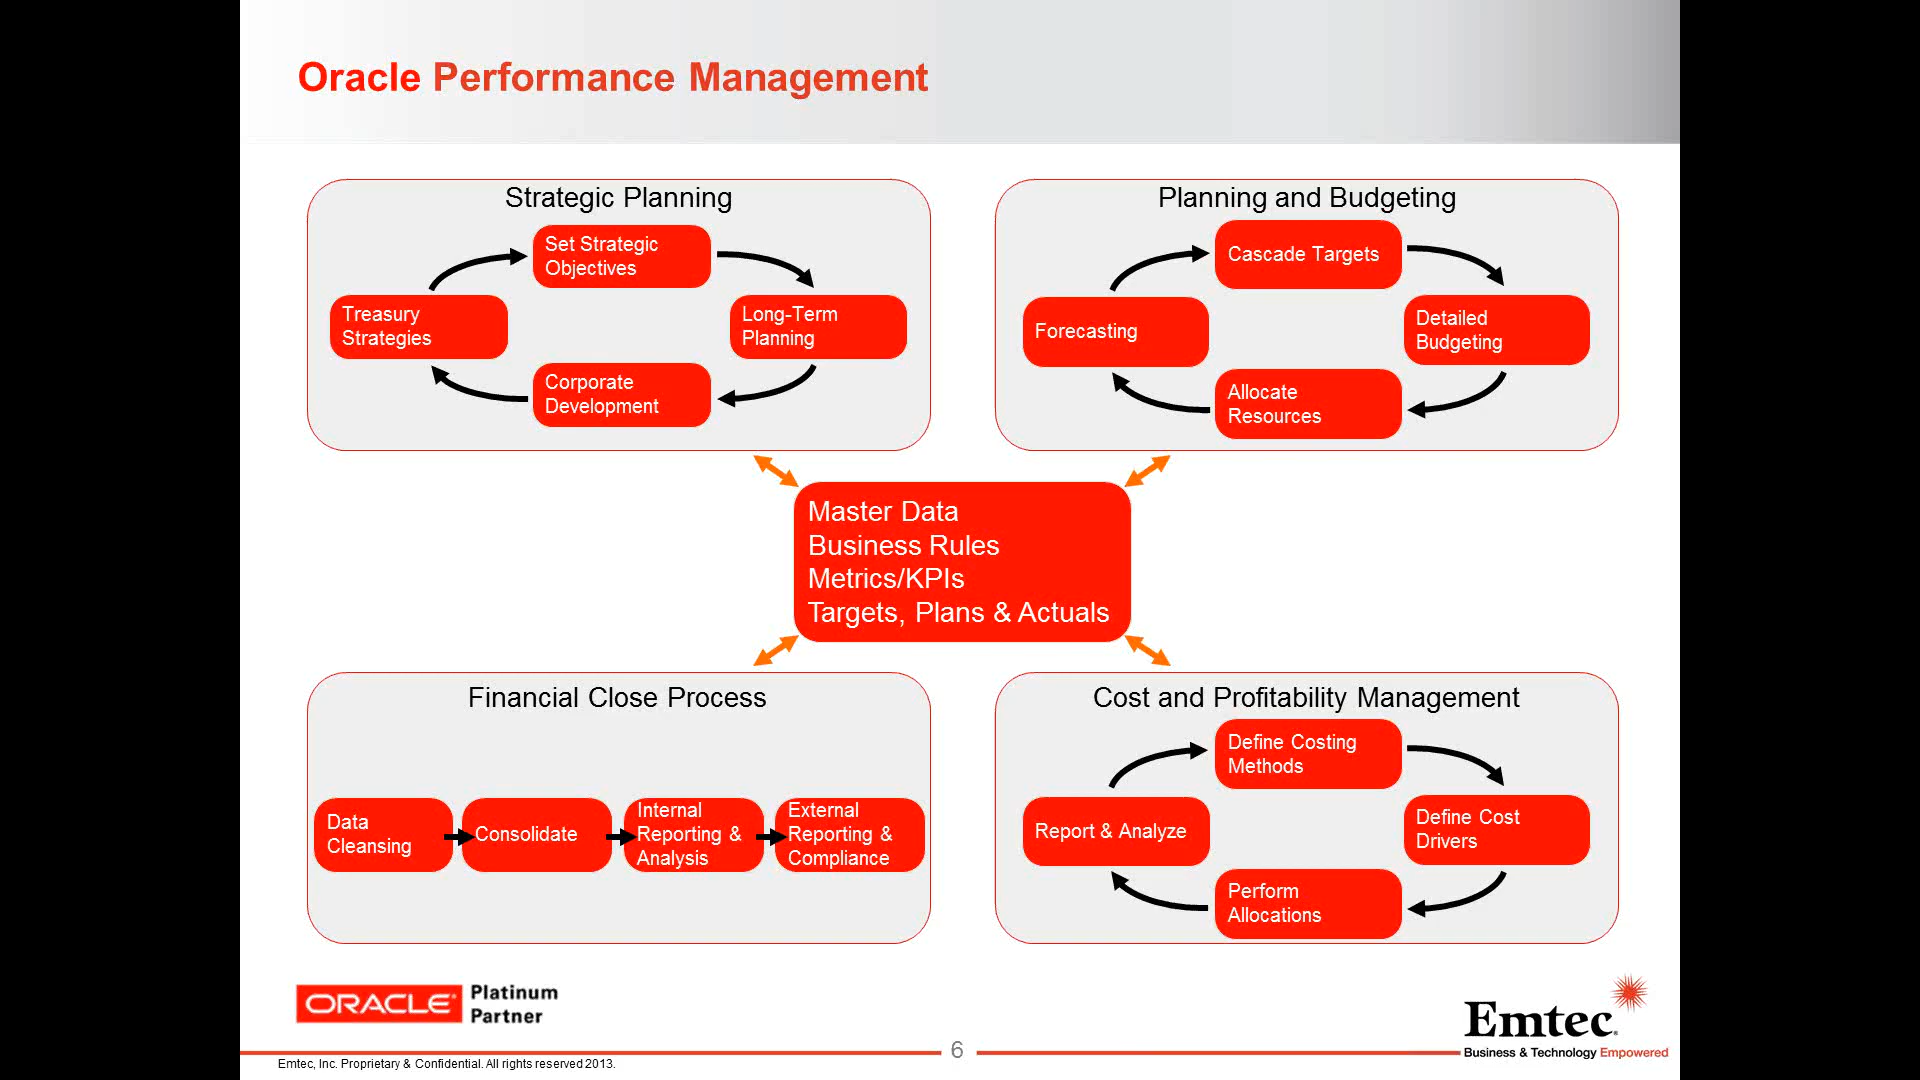 Oracle Performance Management
Strategic Planning
Set Strategic
Objectives
Treasury
Strategies
Long-Term
Planning
Corporate
Development
Planning and Budgeting
Cascade Targets
Forecasting
Detailed
Budgeting
Allocate
Resources
Master Data
Business Rules
Metrics/KPIs
Targets, Plans & Actuals
Financial Close Process
Data
Cleansing
Consolidate
Internal
Reporting &
Analysis
External
Reporting &
Compliance
Cost and Profitability Management
Define Costing
Methods
Report & Analyze
Define Cost
Drivers
Perform
Allocations
ORACLE
Platinum
Partner
Emtec
Business & Technology Empowered
6
Emtec, Inc. Proprietary & Confidential. All rights reserved 2013.